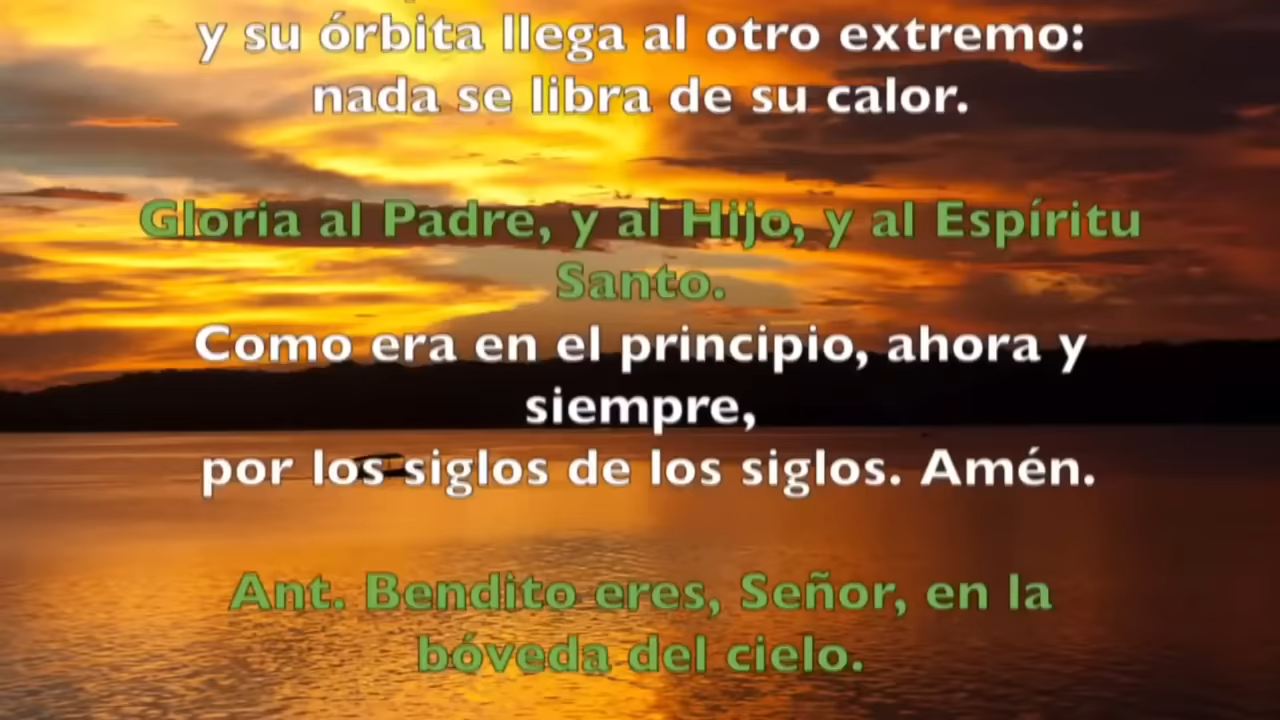 y su órbita llega al otro extremo:
nada se libra de su calor.
Gloria al Padre, y al Hijo, y al Espíritu
Santo.
Como era en el principio, ahora y
siempre,
por los siglos de los siglos. Amén.
Ant. Bendito eres, Señor, en la
bóveda del cielo.